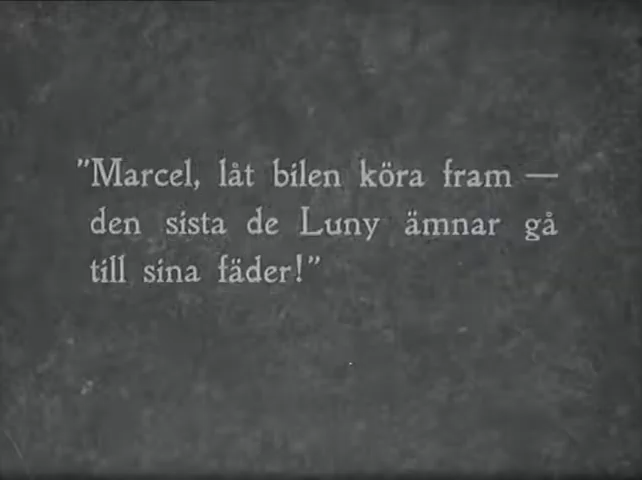 "Marcel, låt bilen köra fram —
den sista de Luny ämnar gå
till sina fäder!"